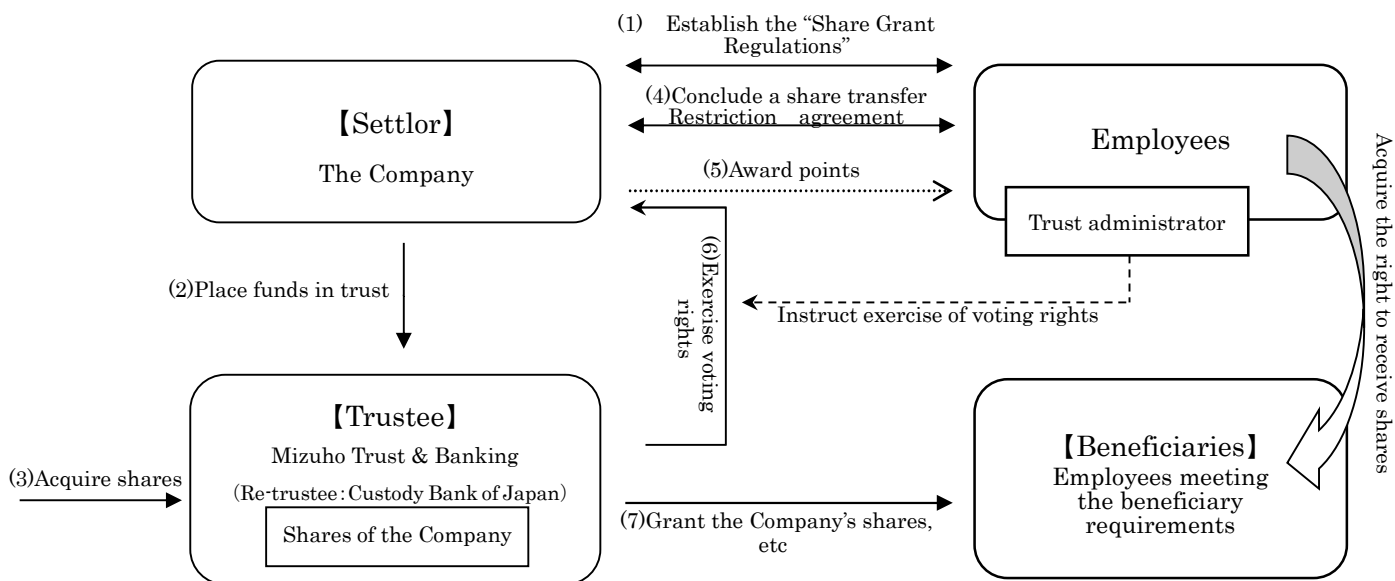 (1) Establish the “Share Grant
Regulations”
【Settlor】
The Company
(4)Conclude a share transfer
Restriction agreement
(5)Award points
Employees
Trust administrator
Acquire the right to receive shares
(2)Place funds in trust
(6)Exercise voting
rights
Instruct exercise of voting rights
(3)Acquire shares
【Trustee】
Mizuho Trust & Banking
(Re-trustee：Custody Bank of Japan)
Shares of the Company
(7)Grant the Company’s shares,
etc
【Beneficiaries】
Employees meeting
the beneficiary
requirements